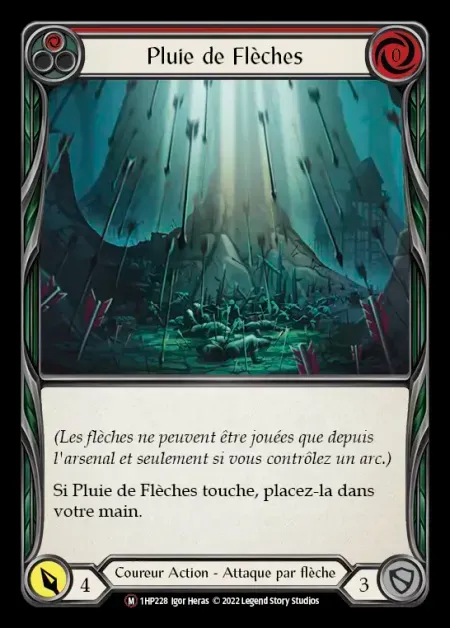 Pluie de Flèches
0
(Les flèches ne peuvent être jouées que depuis
l'arsenal et seulement si vous contrôlez un arc.)
Si Pluie de Flèches touche, placez-la dans
votre main.
4
Coureur Action - Attaque par flèche
3
M 1HP228 Igor Heras © 2022 Legend Story Studios